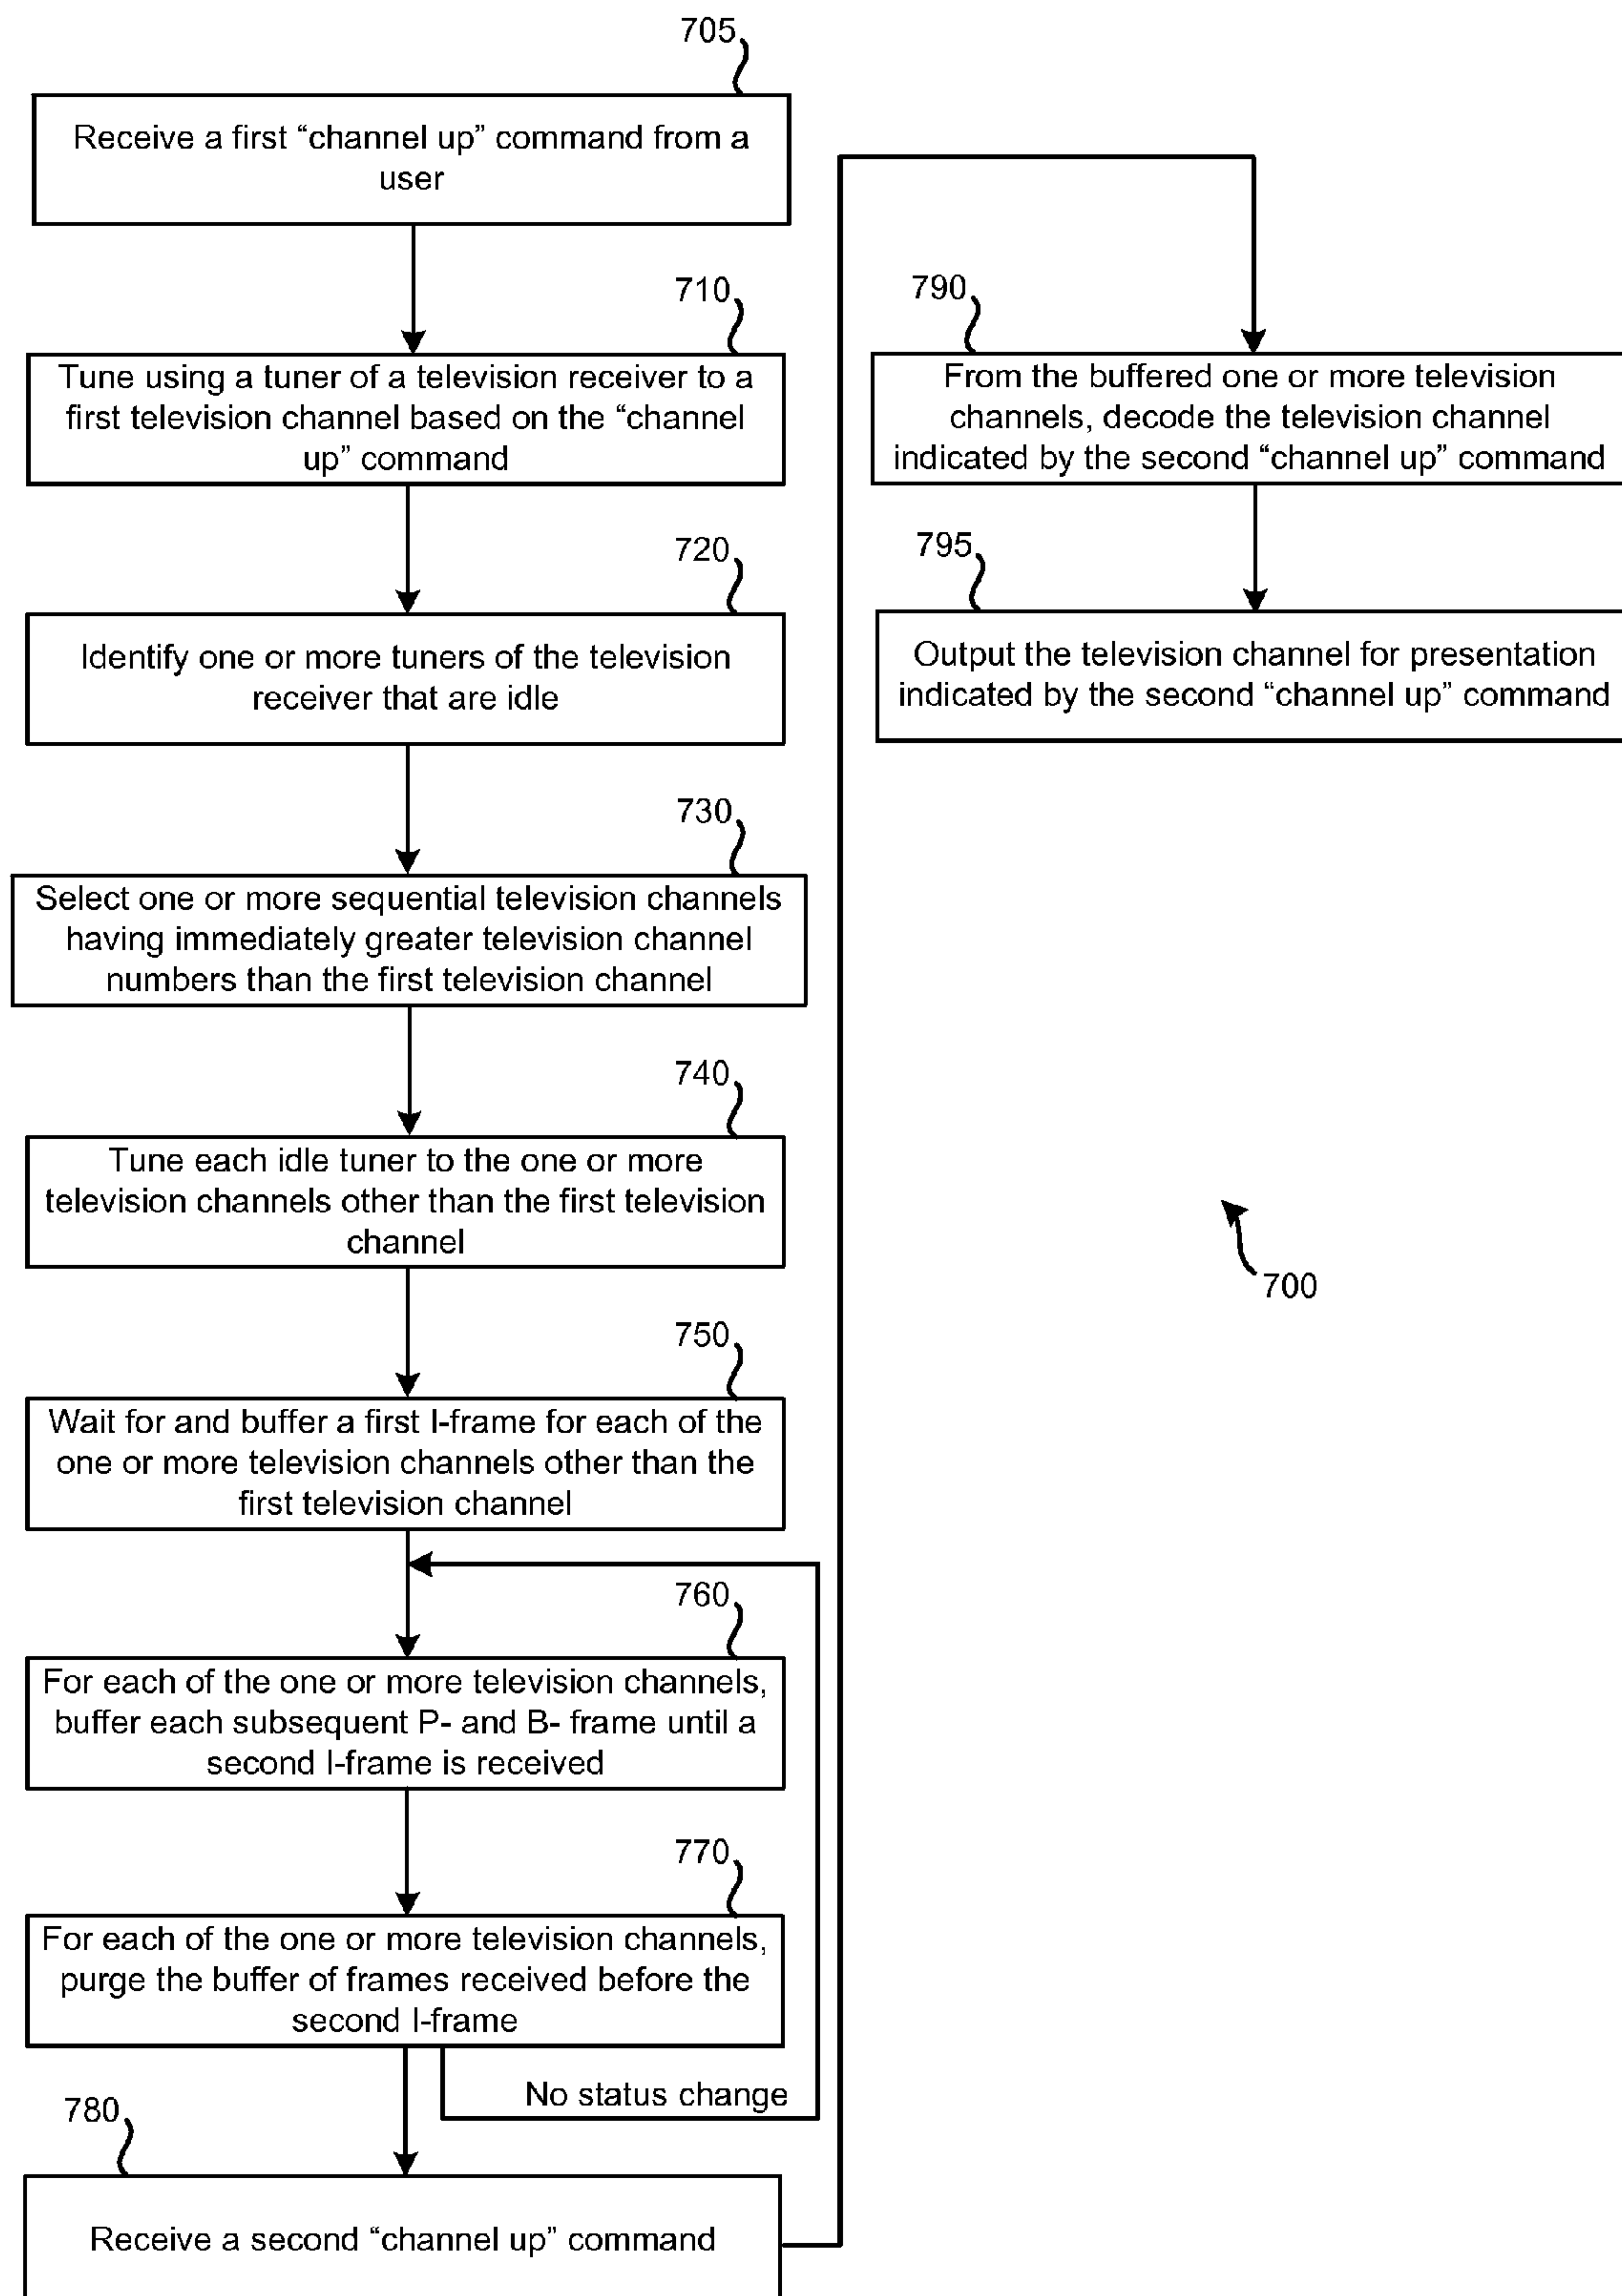 705
Receive a first “channel up” command from a
user
710
Tune using a tuner of a television receiver to a
first television channel based on the “channel
up” command
720
Identify one or more tuners of the television
receiver that are idle
730
Select one or more sequential television channels
having immediately greater television channel
numbers than the first television channel
740
Tune each idle tuner to the one or more
television channels other than the first television
channel
750
Wait for and buffer a first I-frame for each of the
one or more television channels other than the
first television channel
760
For each of the one or more television channels,
buffer each subsequent P- and B- frame until a
second I-frame is received
770
For each of the one or more television channels,
purge the buffer of frames received before the
second I-frame
No status change
780
Receive a second “channel up” command
790
From the buffered one or more television
channels, decode the television channel
indicated by the second “channel up” command
795
Output the television channel for presentation
indicated by the second “channel up” command
700